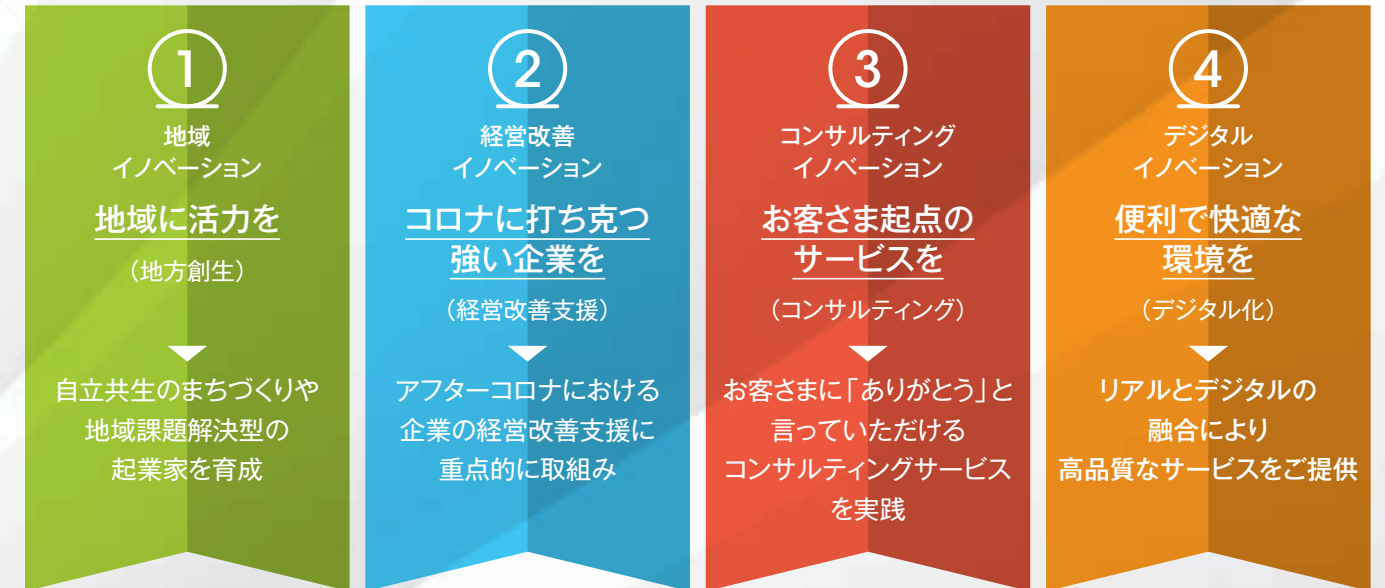 1
地域
イノベーション
地域に活力を
（地方創生）
自立共生のまちづくりや
地域課題解決型の
起業家を育成
2
経営改善
イノベーション
コロナに打ち克つ
強い企業を
（経営改善支援）
アフターコロナにおける
企業の経営改善支援に
重点的に取組み
3
コンサルティング
イノベーション
お客さま起点の
サービスを
（コンサルティング）
お客さまに「ありがとう」と
言っていただける
コンサルティングサービス
を実践
4
デジタル
イノベーション
便利で快適な
環境を
（デジタル化）
リアルとデジタルの
融合により
高品質なサービスをご提供